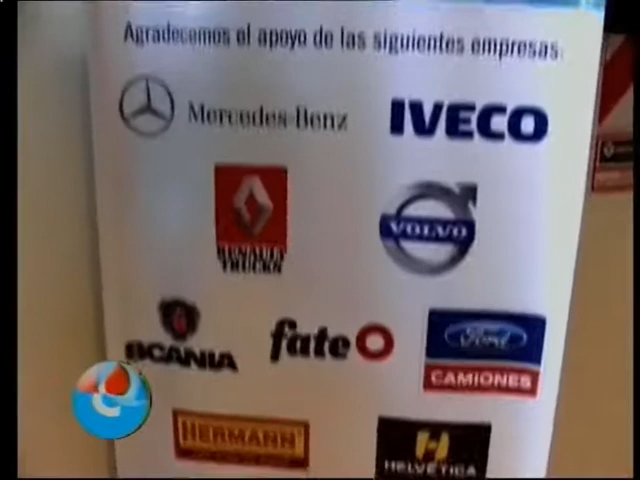 Agradecemos el apoyo de las siguientes empresas:
Mercedes-Benz
IVECO
RENAULT
TRUCKS
VOLVO
SCANIA
fate
Ford
CAMIONES
HERMANN
H
HELVETICA